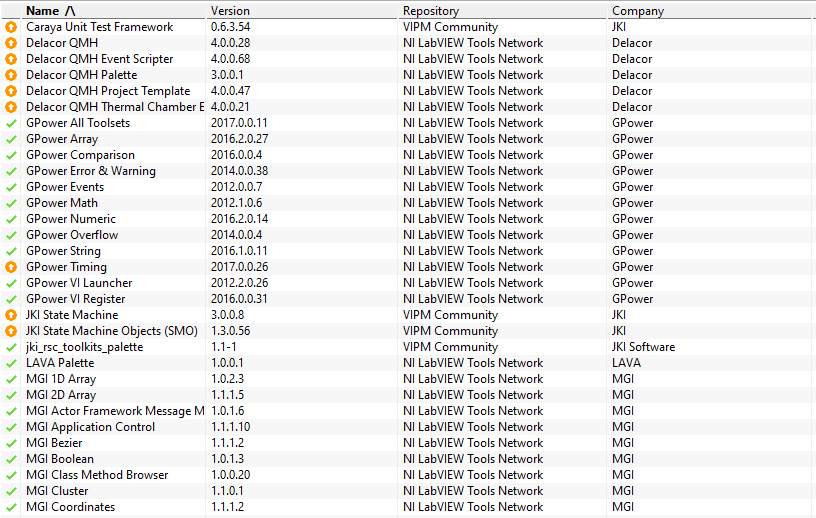 Name /\ Version Repository Company
Caraya Unit Test Framework 0.6.3.54 VIPM Community JKI
Delacor QMH 4.0.0.28 NI LabVIEW Tools Network Delacor
Delacor QMH Event Scripter 4.0.0.68 NI LabVIEW Tools Network Delacor
Delacor QMH Palette 3.0.0.1 NI LabVIEW Tools Network Delacor
Delacor QMH Project Template 4.0.0.47 NI LabVIEW Tools Network Delacor
Delacor QMH Thermal Chamber E 4.0.0.21 NI LabVIEW Tools Network Delacor
GPower All Toolsets 2017.0.0.11 NI LabVIEW Tools Network GPower
GPower Array 2016.2.0.27 NI LabVIEW Tools Network GPower
GPower Comparison 2016.0.0.4 NI LabVIEW Tools Network GPower
GPower Error & Warning 2014.0.0.38 NI LabVIEW Tools Network GPower
GPower Events 2012.0.0.7 NI LabVIEW Tools Network GPower
GPower Math 2012.1.0.6 NI LabVIEW Tools Network GPower
GPower Numeric 2016.2.0.14 NI LabVIEW Tools Network GPower
GPower Overflow 2014.0.0.4 NI LabVIEW Tools Network GPower
GPower String 2016.1.0.11 NI LabVIEW Tools Network GPower
GPower Timing 2017.0.0.26 NI LabVIEW Tools Network GPower
GPower VI Launcher 2012.2.0.26 NI LabVIEW Tools Network GPower
GPower VI Register 2016.0.0.31 NI LabVIEW Tools Network GPower
JKI State Machine 3.0.0.8 VIPM Community JKI
JKI State Machine Objects (SMO) 1.3.0.56 VIPM Community JKI
jki_rsc_toolkits_palette 1.1-1 VIPM Community JKI Software
LAVA Palette 1.0.0.1 NI LabVIEW Tools Network LAVA
MGI 1D Array 1.0.2.3 NI LabVIEW Tools Network MGI
MGI 2D Array 1.1.1.5 NI LabVIEW Tools Network MGI
MGI Actor Framework Message M 1.0.1.6 NI LabVIEW Tools Network MGI
MGI Application Control 1.1.1.10 NI LabVIEW Tools Network MGI
MGI Bezier 1.1.1.2 NI LabVIEW Tools Network MGI
MGI Boolean 1.0.1.3 NI LabVIEW Tools Network MGI
MGI Class Method Browser 1.0.0.20 NI LabVIEW Tools Network MGI
MGI Cluster 1.1.0.1 NI LabVIEW Tools Network MGI
MGI Coordinates 1.1.1.2 NI LabVIEW Tools Network MGI